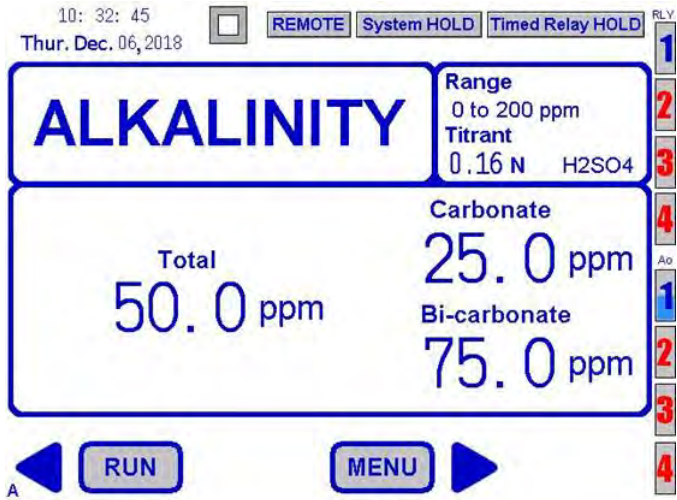 10: 32: 45
Thur. Dec. 06, 2018
REMOTE System HOLD Timed Relay HOLD
RLY
1
2
3
4
Ao
1
2
3
4
ALKALINITY
Range
0 to 200 ppm
Titrant
0.16 N H2SO4
Total
50.0 ppm
Carbonate
25.0 ppm
Bi-carbonate
75.0 ppm
RUN
MENU
A